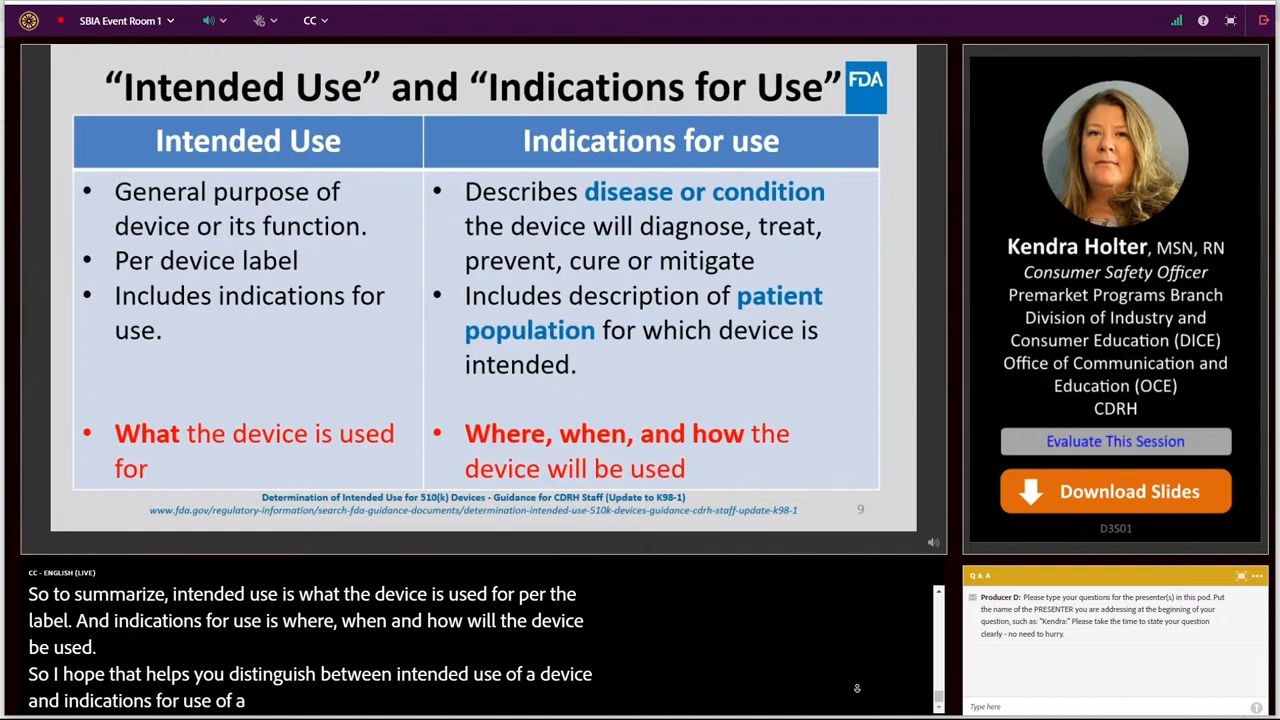 SBIA Event Room 1
CC
“Intended Use” and “Indications for Use”
FDA
Intended Use
Indications for use
• General purpose of
device or its function.
• Per device label
• Includes indications for
use.
• What the device is used
for
• Describes disease or condition
the device will diagnose, treat,
prevent, cure or mitigate
• Includes description of patient
population for which device is
intended.
• Where, when, and how the
device will be used
Determination of Intended Use for 510(k) Devices - Guidance for CDRH Staff (Update to K98-1)
www.fda.gov/regulatory-information/search-fda-guidance-documents/determination-intended-use-510k-devices-guidance-cdrh-staff-update-k98-1
9
Kendra Holter, MSN, RN
Consumer Safety Officer
Premarket Programs Branch
Division of Industry and
Consumer Education (DICE)
Office of Communication and
Education (OCE)
CDRH
Evaluate This Session
Download Slides
D3S01
CC - ENGLISH (LIVE)
So to summarize, intended use is what the device is used for per the
label. And indications for use is where, when and how will the device
be used.
So I hope that helps you distinguish between intended use of a device
and indications for use of a
Q & A
Producer D: Please type your questions for the presenter(s) in this pod. Put
the name of the PRESENTER you are addressing at the beginning of your
question, such as: "Kendra:" Please take the time to state your question
clearly - no need to hurry.
Type here